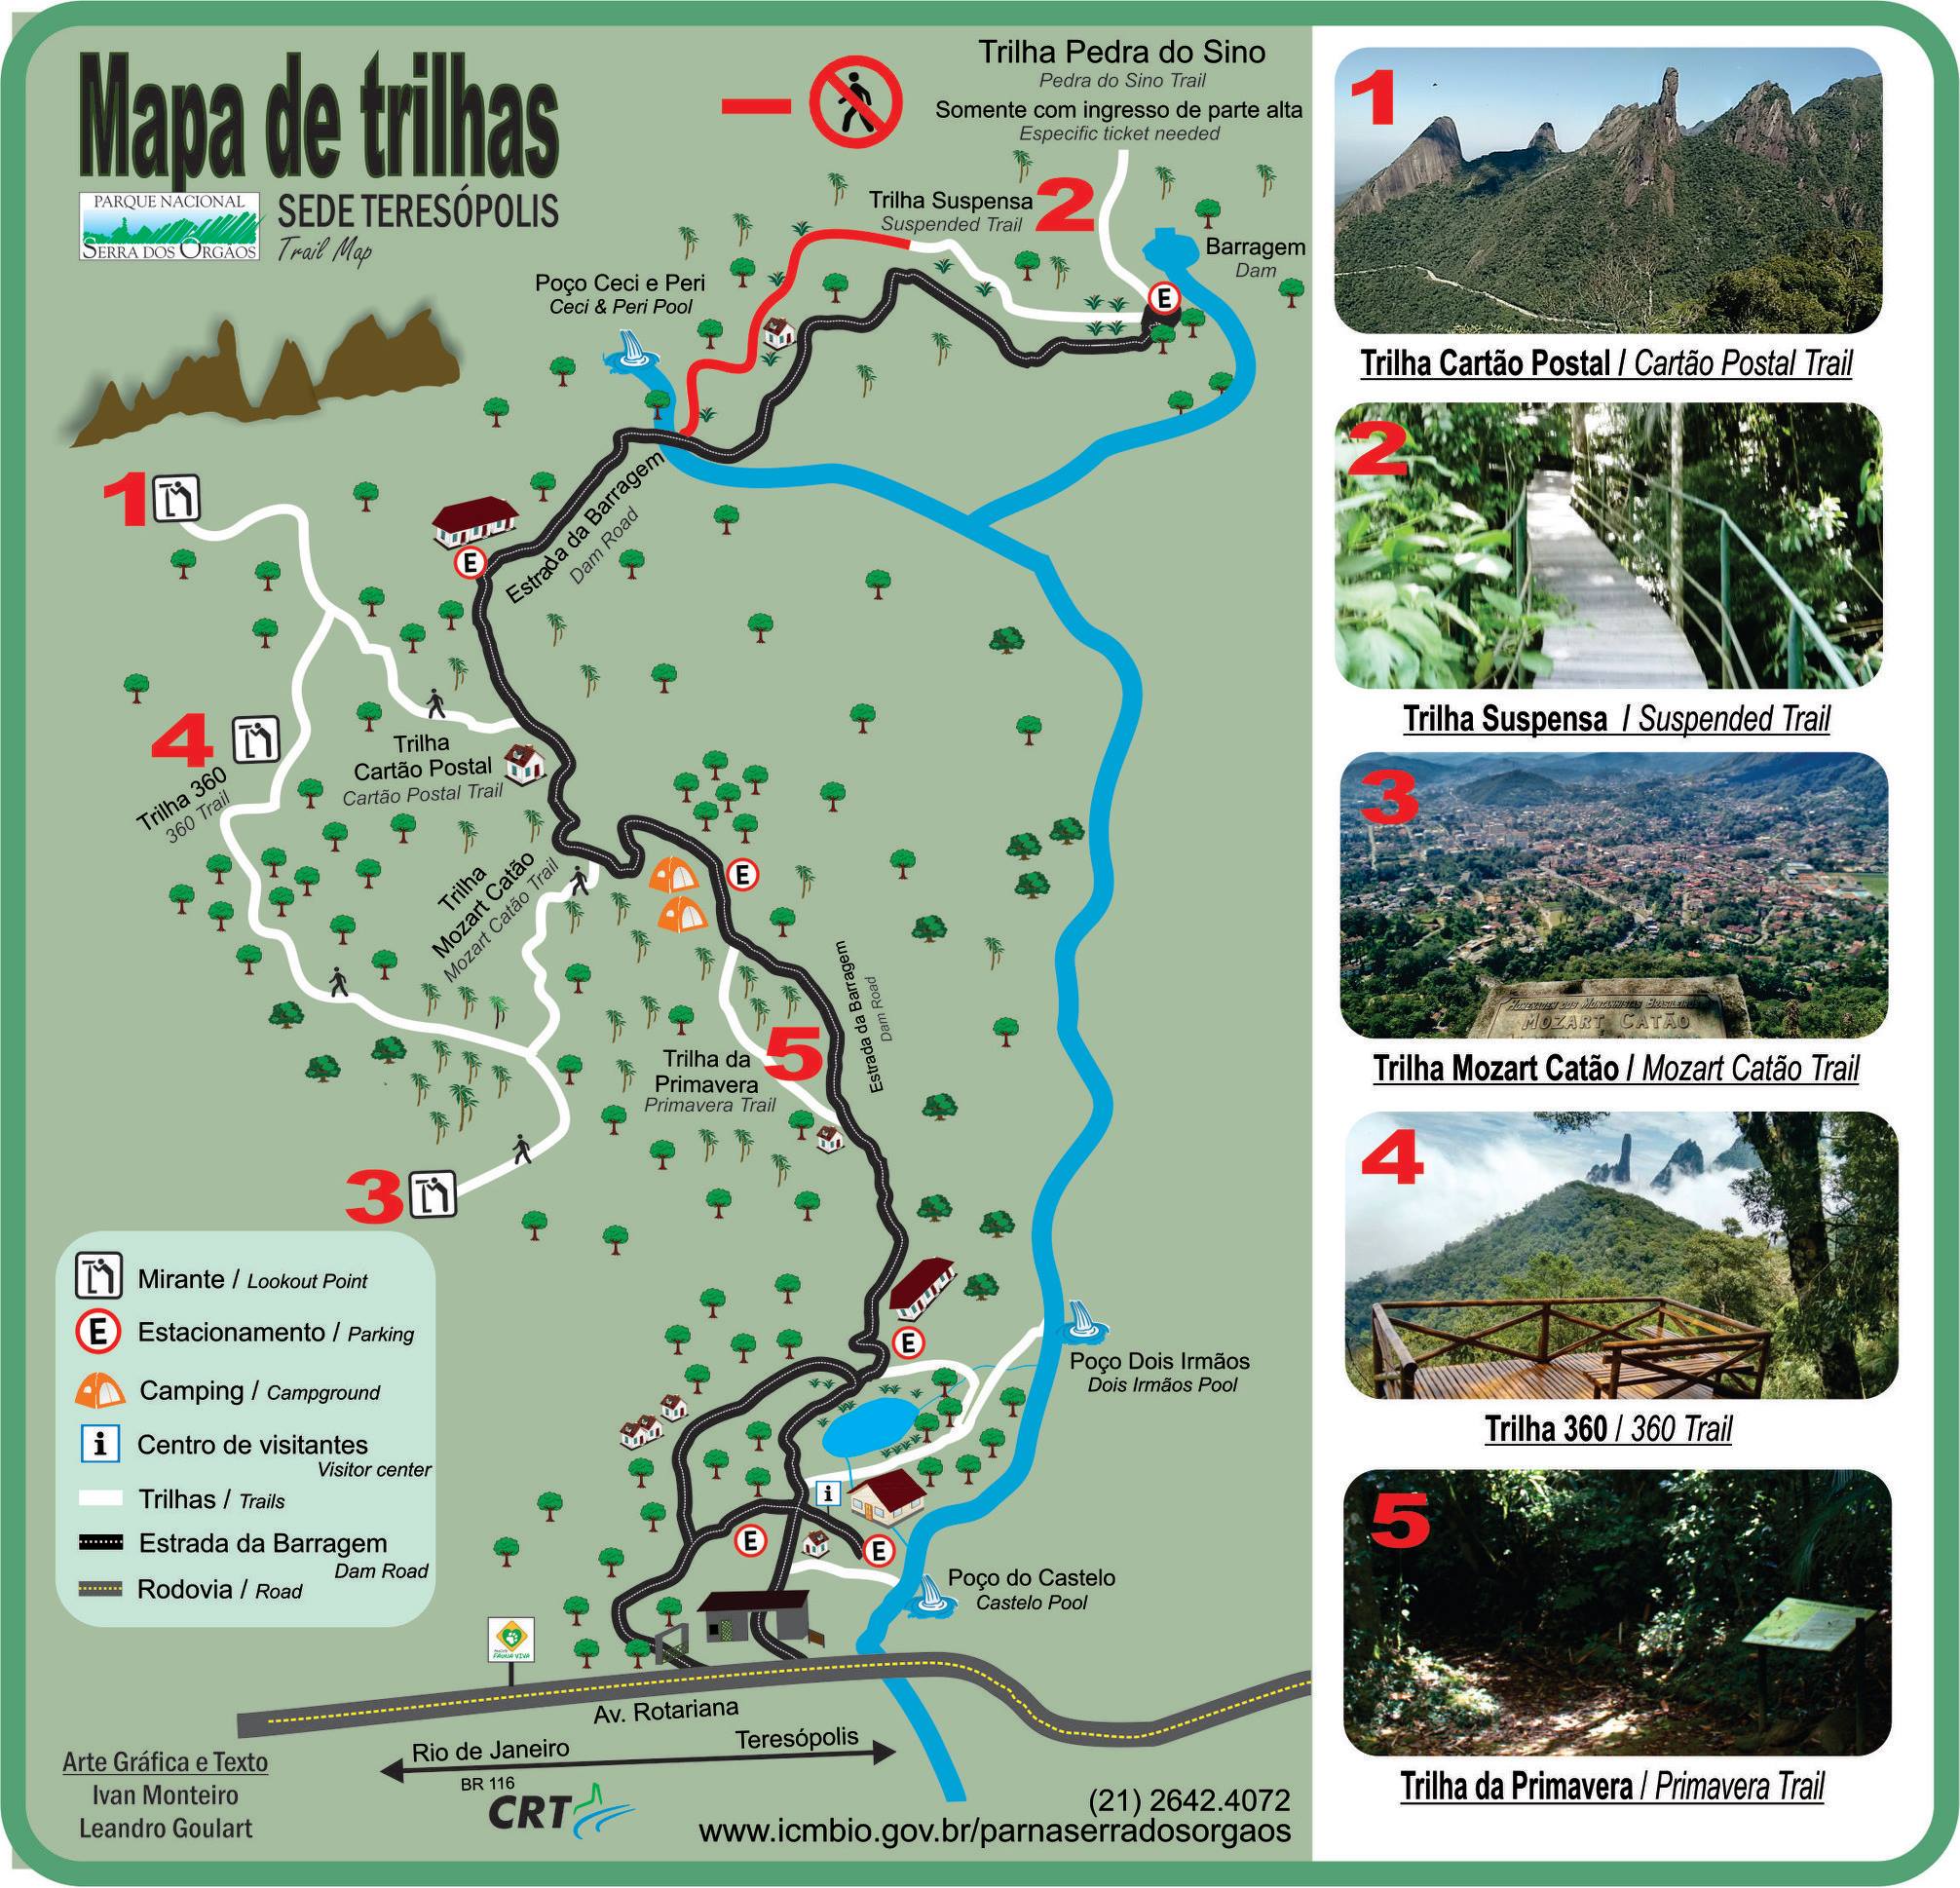 Mapa de trilhas
PARQUE NACIONAL
SERRA DOS ÓRGÃOS
SEDE TERESÓPOLIS
Trail Map
Trilha Pedra do Sino
Pedra do Sino Trail
Somente com ingresso de parte alta
Especific ticket needed
Trilha Suspensa
Suspended Trail
2
Barragem
Dam
E
Poço Ceci e Peri
Ceci & Peri Pool
1
E
Estrada da Barragem
Dam Road
4
Trilha 360
360 Trail
Trilha
Cartão Postal
Cartão Postal Trail
Trilha
Mozart Catão
Mozart Catão Trail
E
Estrada da Barragem
Dam Road
5
Trilha da
Primavera
Primavera Trail
3
E
Poço Dois Irmãos
Dois Irmãos Pool
i
E
E
Poço do Castelo
Castelo Pool
Mirante / Lookout Point
E Estacionamento / Parking
Camping / Campground
i Centro de visitantes
Visitor center
Trilhas / Trails
Estrada da Barragem
Dam Road
Rodovia / Road
FAUNA VIVA
Av. Rotariana
Rio de Janeiro
Teresópolis
BR 116
CRT
Arte Gráfica e Texto
Ivan Monteiro
Leandro Goulart
(21) 2642.4072
www.icmbio.gov.br/parnaserradosorgaos
1
Trilha Cartão Postal / Cartão Postal Trail
2
Trilha Suspensa / Suspended Trail
3
MOZART CATÃO
Trilha Mozart Catão / Mozart Catão Trail
4
Trilha 360 / 360 Trail
5
Trilha da Primavera / Primavera Trail